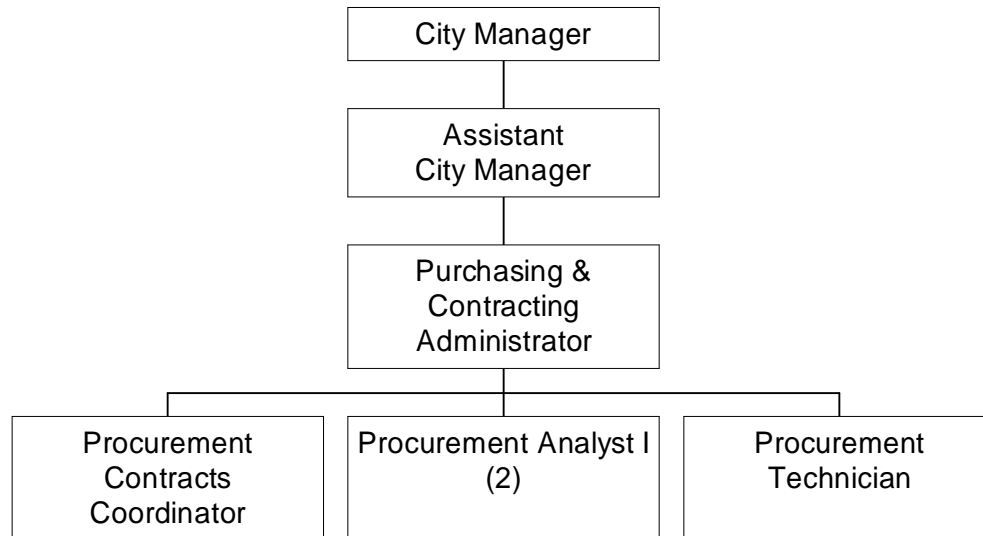 City Manager
Assistant
City Manager
Purchasing &
Contracting
Administrator
Procurement
Contracts
Coordinator
Procurement Analyst I
(2)
Procurement
Technician